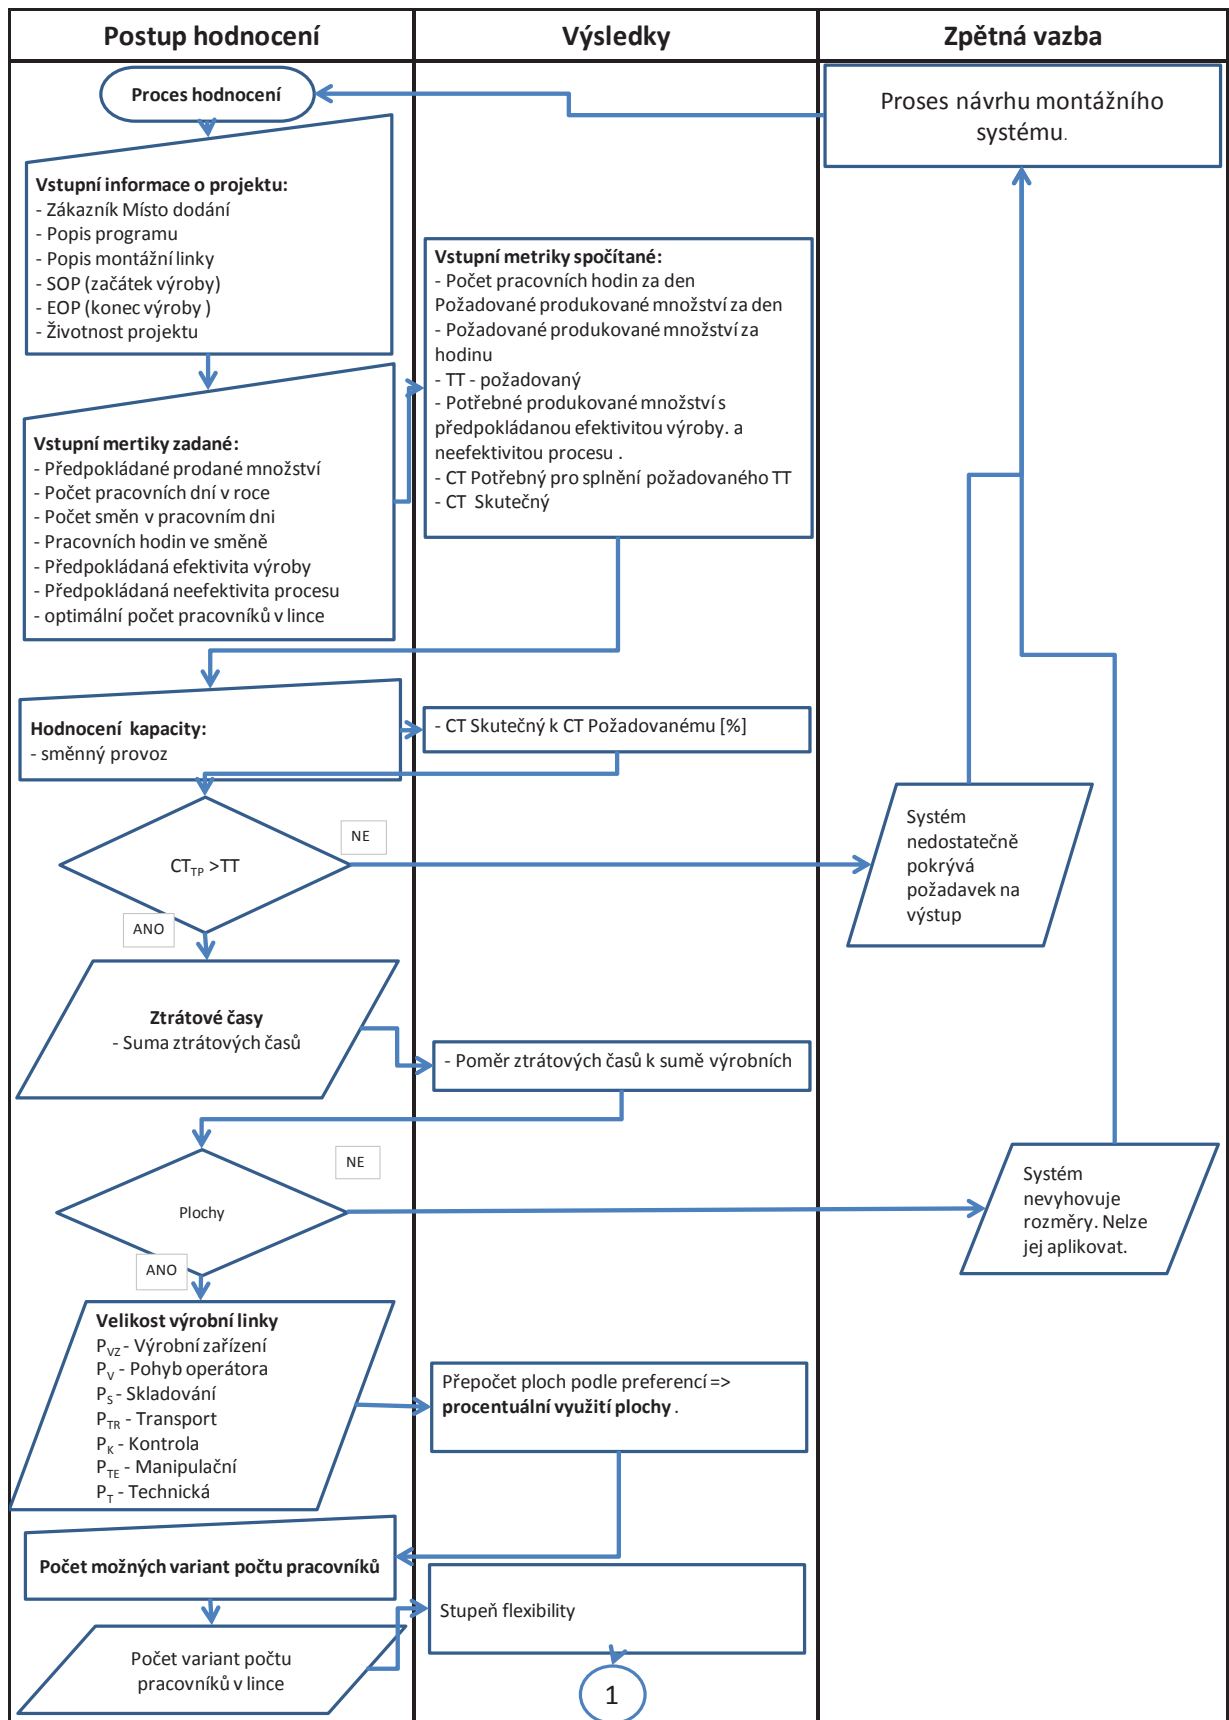 Postup hodnocení
Výsledky
Zpětná vazba
Proces hodnocení
Proses návrhu montážního
systému.
Vstupní informace o projektu:
- Zákazník Místo dodání
- Popis programu
- Popis montážní linky
- SOP (začátek výroby)
- EOP (konec výroby )
- Životnost projektu
Vstupní metriky spočítané:
- Počet pracovních hodin za den
Požadované produkované množství za den
- Požadované produkované množství za
hodinu
- TT - požadovaný
- Potřebné produkované množství s
předpokládanou efektivitou výroby. a
neefektivitou procesu .
- CT Potřebný pro splnění požadovaného TT
- CT Skutečný
Vstupní mertiky zadané:
- Předpokládané prodané množství
- Počet pracovních dní v roce
- Počet směn v pracovním dni
- Pracovních hodin ve směně
- Předpokládaná efektivita výroby
- Předpokládaná neefektivita procesu
- optimální počet pracovníků v lince
Hodnocení kapacity:
- směnný provoz
- CT Skutečný k CT Požadovanému [%]
CT_TP >TT
NE
ANO
Systém
nedostatečně
pokrývá
požadavek na
výstup
Ztrátové časy
- Suma ztrátových časů
- Poměr ztrátových časů k sumě výrobních
Plochy
NE
ANO
Systém
nevyhovuje
rozměry. Nelze
jej aplikovat.
Velikost výrobní linky
P_VZ - Výrobní zařízení
P_V - Pohyb operátora
P_S - Skladování
P_TR - Transport
P_K - Kontrola
P_TE - Manipulační
P_T - Technická
Přepočet ploch podle preferencí =>
procentuální využití plochy .
Počet možných variant počtu pracovníků
Stupeň flexibility
Počet variant počtu
pracovníků v lince
1